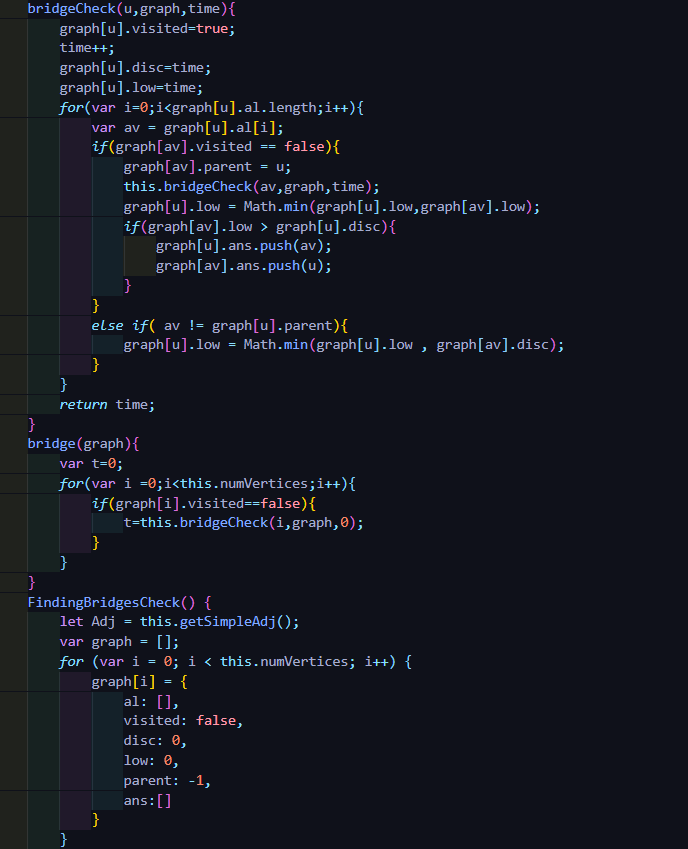 bridgeCheck(u,graph,time){
graph[u].visited=true;
time++;
graph[u].disc=time;
graph[u].low=time;
for(var i=0;i<graph[u].al.length;i++){
var av = graph[u].al[i];
if(graph[av].visited == false){
graph[av].parent = u;
this.bridgeCheck(av,graph,time);
graph[u].low = Math.min(graph[u].low,graph[av].low);
if(graph[av].low > graph[u].disc){
graph[u].ans.push(av);
graph[av].ans.push(u);
}
}
else if( av != graph[u].parent){
graph[u].low = Math.min(graph[u].low , graph[av].disc);
}
}
return time;
}
bridge(graph){
var t=0;
for(var i =0;i<this.numVertices;i++){
if(graph[i].visited==false){
t=this.bridgeCheck(i,graph,0);
}
}
}
FindingBridgesCheck() {
let Adj = this.getSimpleAdj();
var graph = [];
for (var i = 0; i < this.numVertices; i++) {
graph[i] = {
al: [],
visited: false,
disc: 0,
low: 0,
parent: -1,
ans:[]
}
}